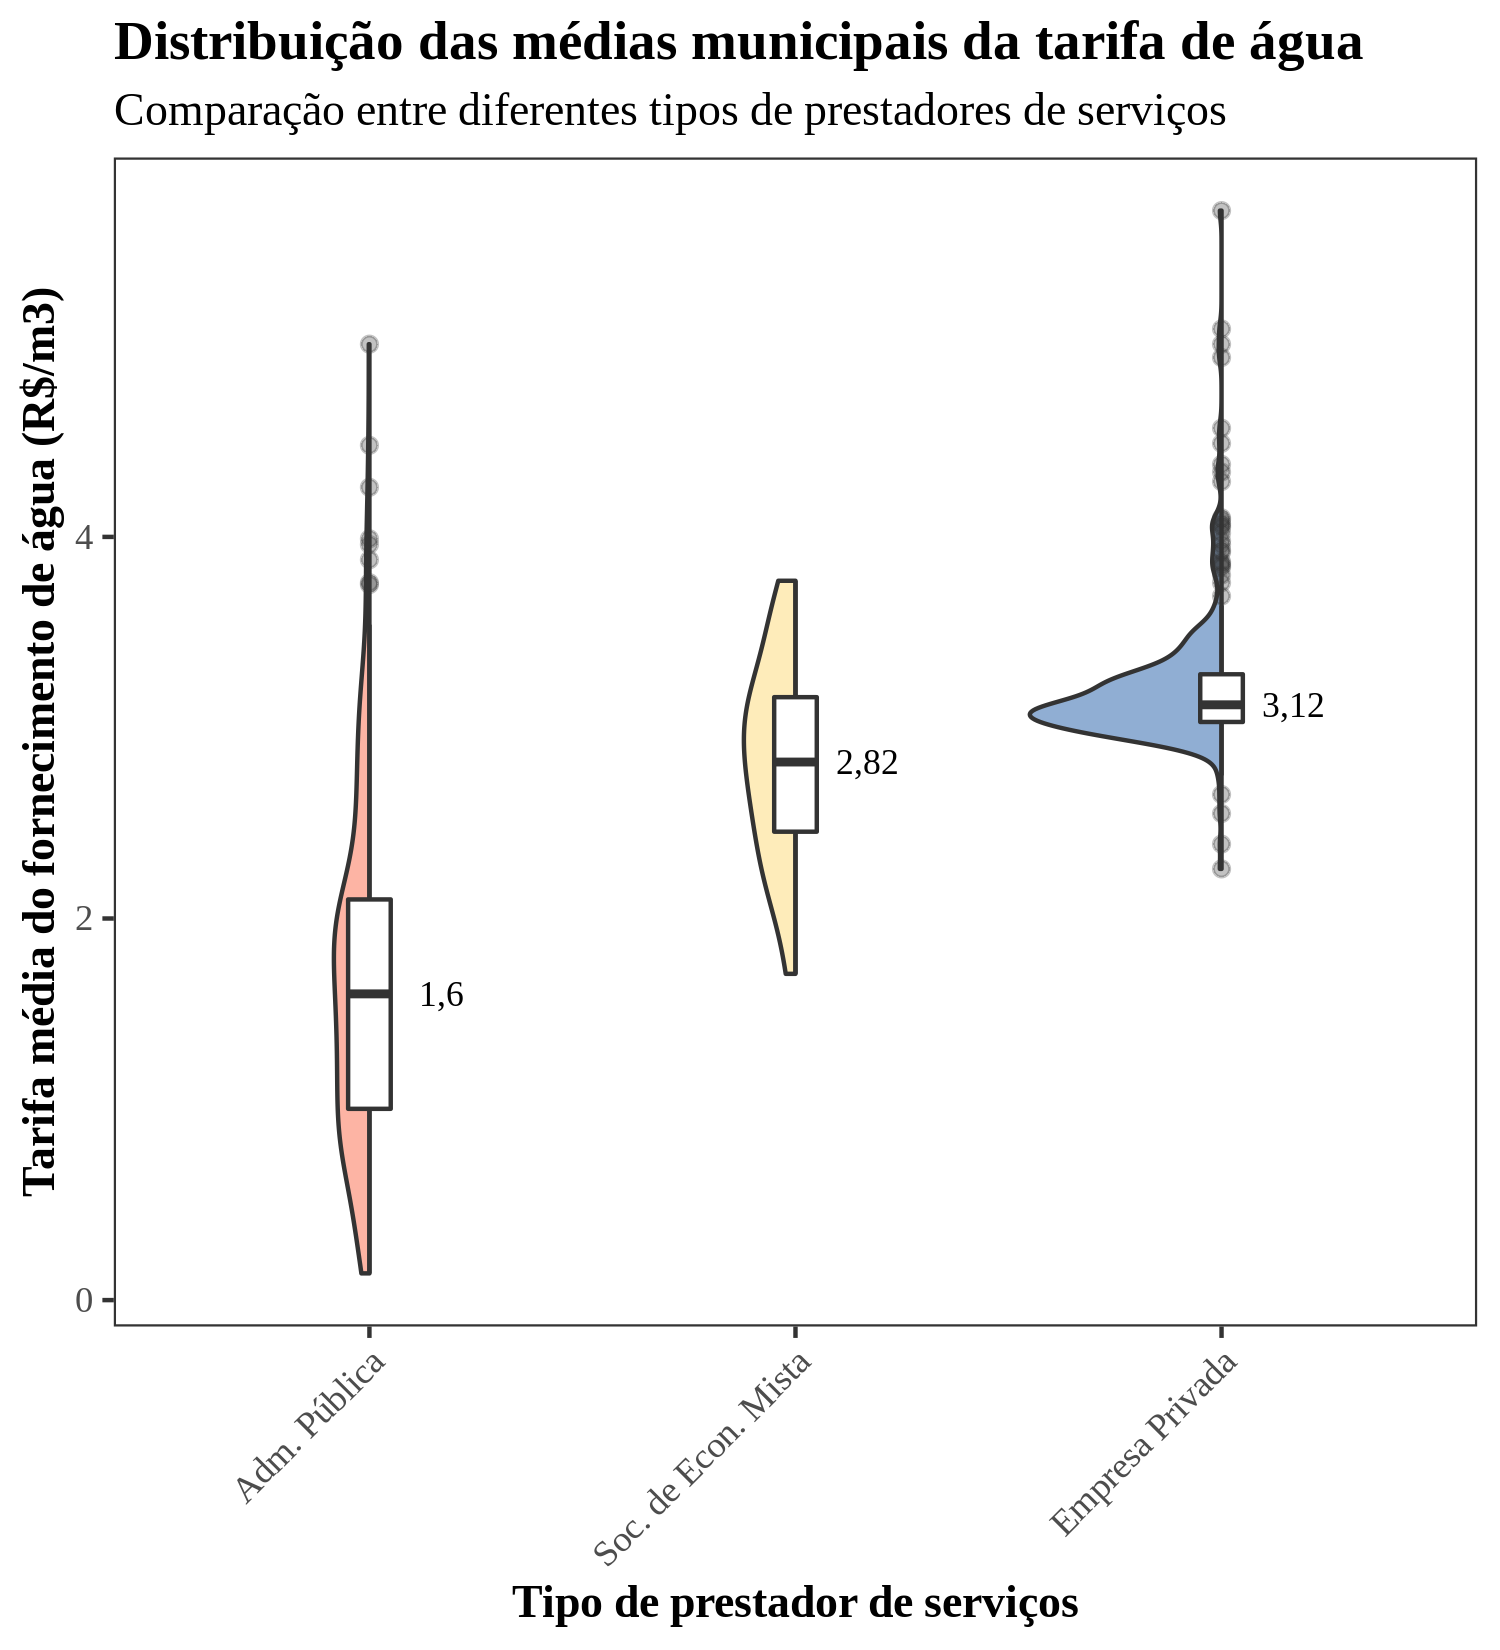 Distribuição das médias municipais da tarifa de água
Comparação entre diferentes tipos de prestadores de serviços
Tarifa média do fornecimento de água (R$/m3)
4
2
0
1,6
2,82
3,12
Adm. Pública
Soc. de Econ. Mista
Empresa Privada
Tipo de prestador de serviços